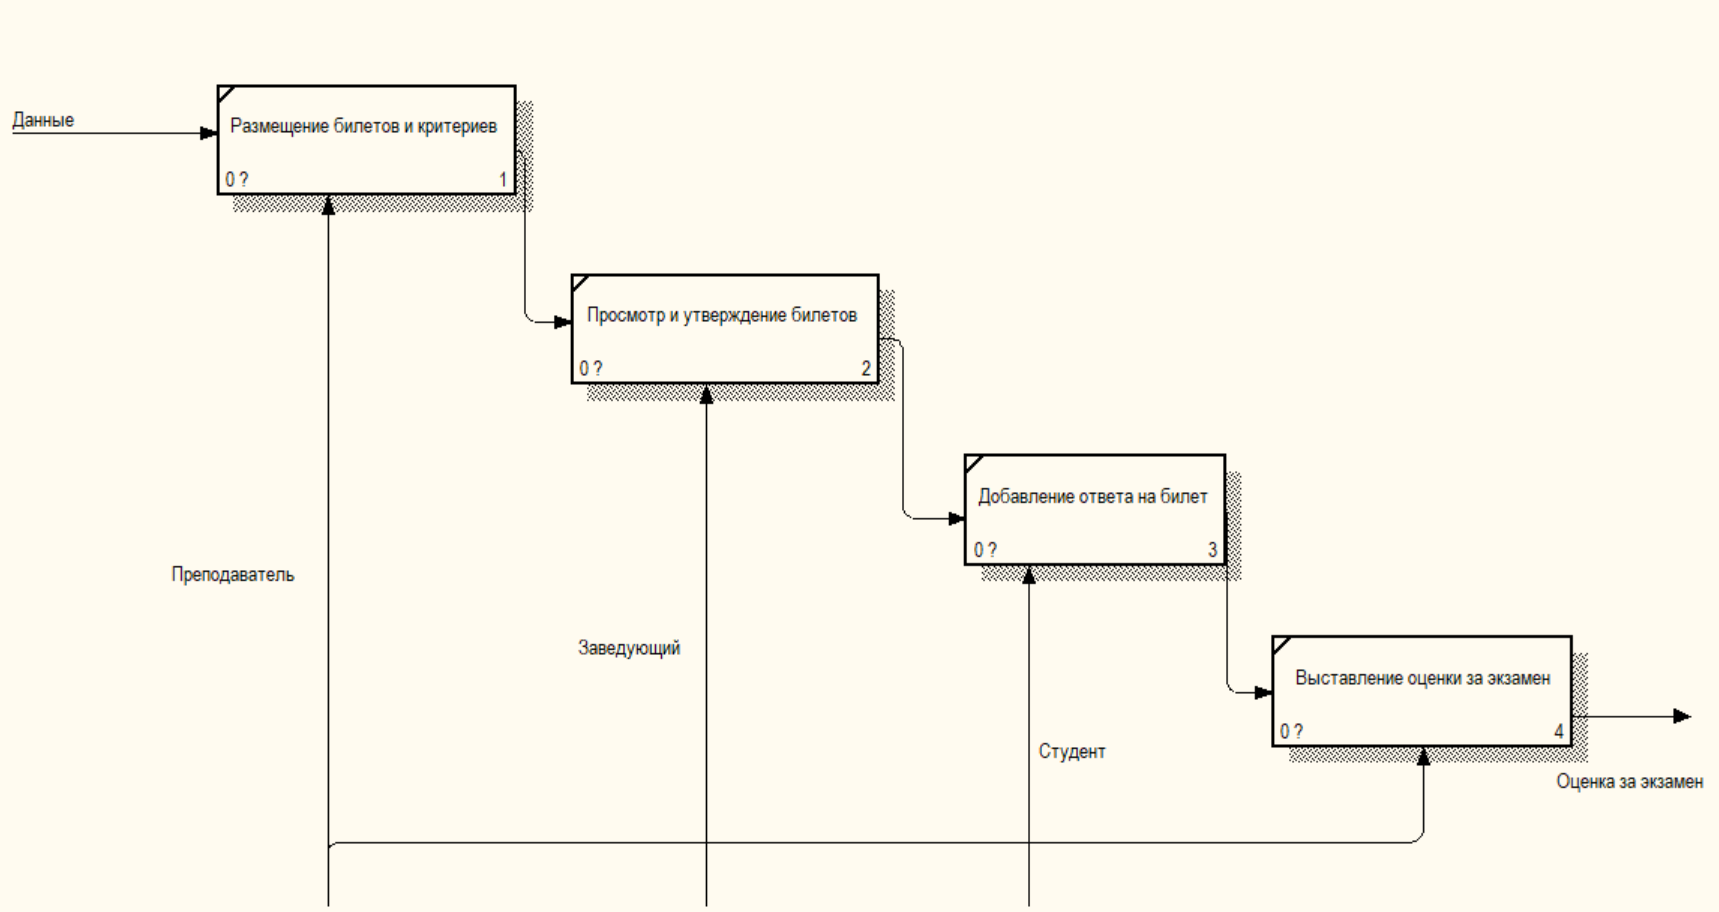 Данные
Размещение билетов и критериев
0 ? 1
Просмотр и утверждение билетов
0 ? 2
Добавление ответа на билет
0 ? 3
Преподаватель
Заведующий
Выставление оценки за экзамен
0 ? 4
Студент
Оценка за экзамен